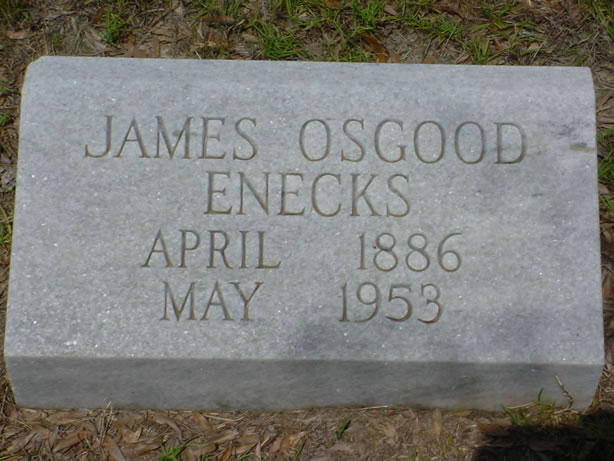 JAMES OSGOOD
ENECKS
APRIL 1886
MAY 1953